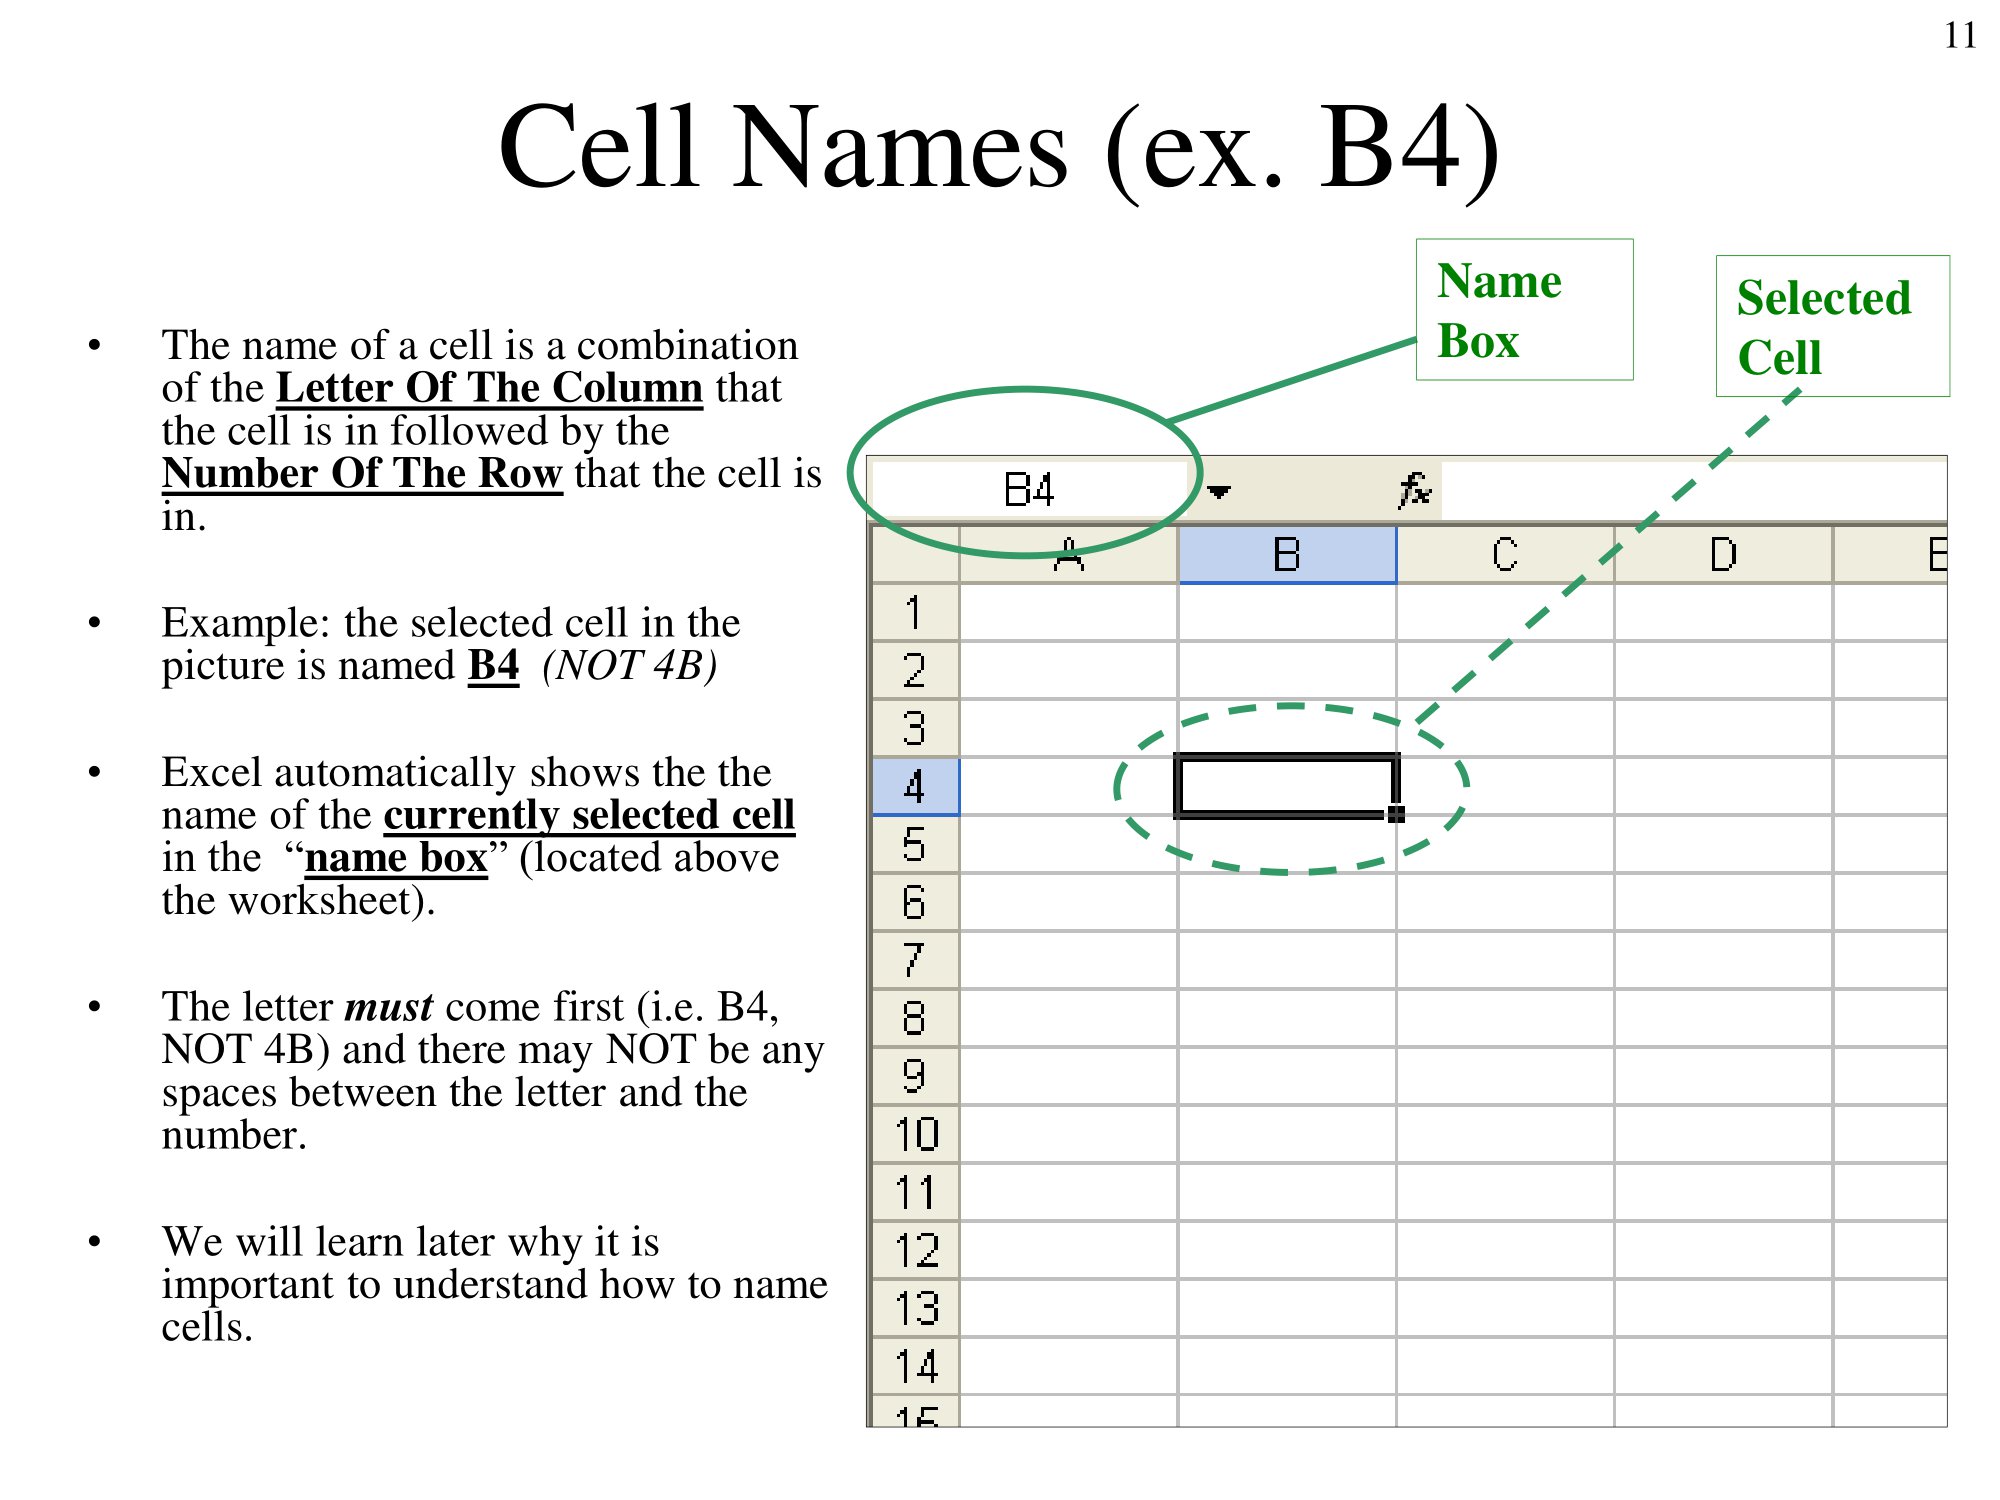 11
Cell Names (ex. B4)
• The name of a cell is a combination
of the Letter Of The Column that
the cell is in followed by the
Number Of The Row that the cell is
in.
• Example: the selected cell in the
picture is named B4 (NOT 4B)
• Excel automatically shows the the
name of the currently selected cell
in the “name box” (located above
the worksheet).
• The letter must come first (i.e. B4,
NOT 4B) and there may NOT be any
spaces between the letter and the
number.
• We will learn later why it is
important to understand how to name
cells.
Name
Box
Selected
Cell
B4 fx
A B C D E
1
2
3
4
5
6
7
8
9
10
11
12
13
14
15